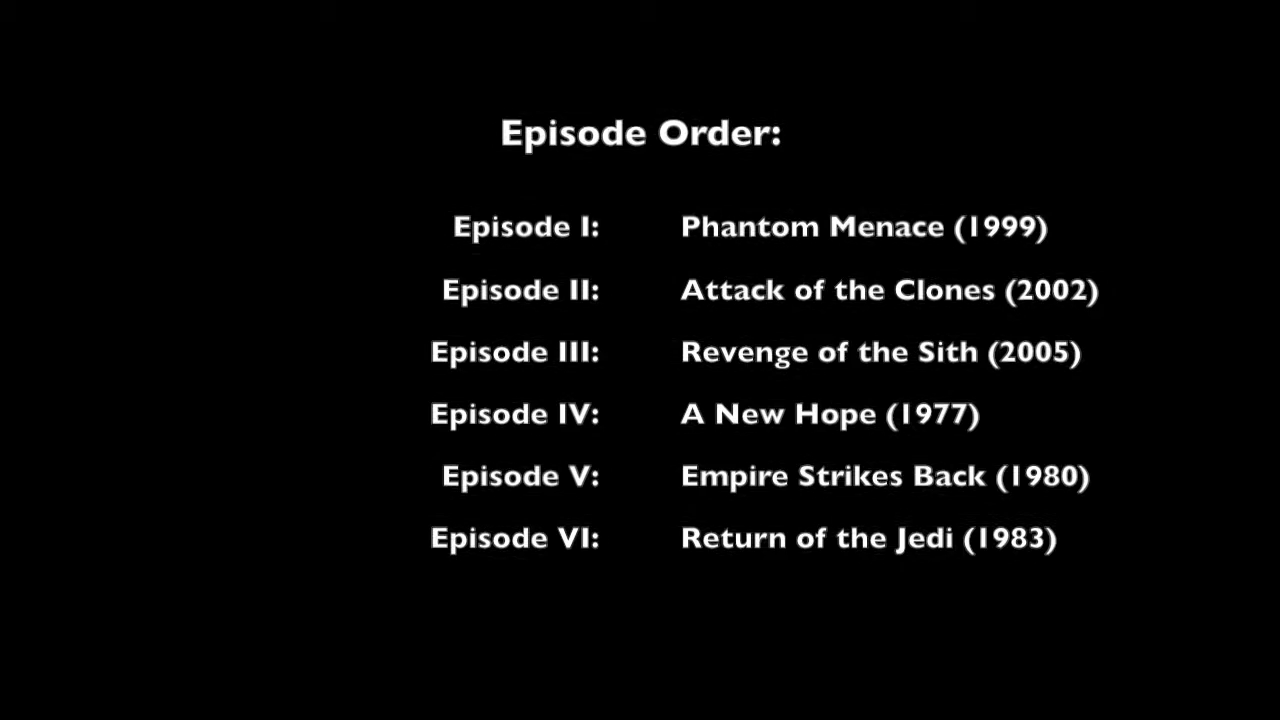 Episode Order:
Episode I: Phantom Menace (1999)
Episode II: Attack of the Clones (2002)
Episode III: Revenge of the Sith (2005)
Episode IV: A New Hope (1977)
Episode V: Empire Strikes Back (1980)
Episode VI: Return of the Jedi (1983)